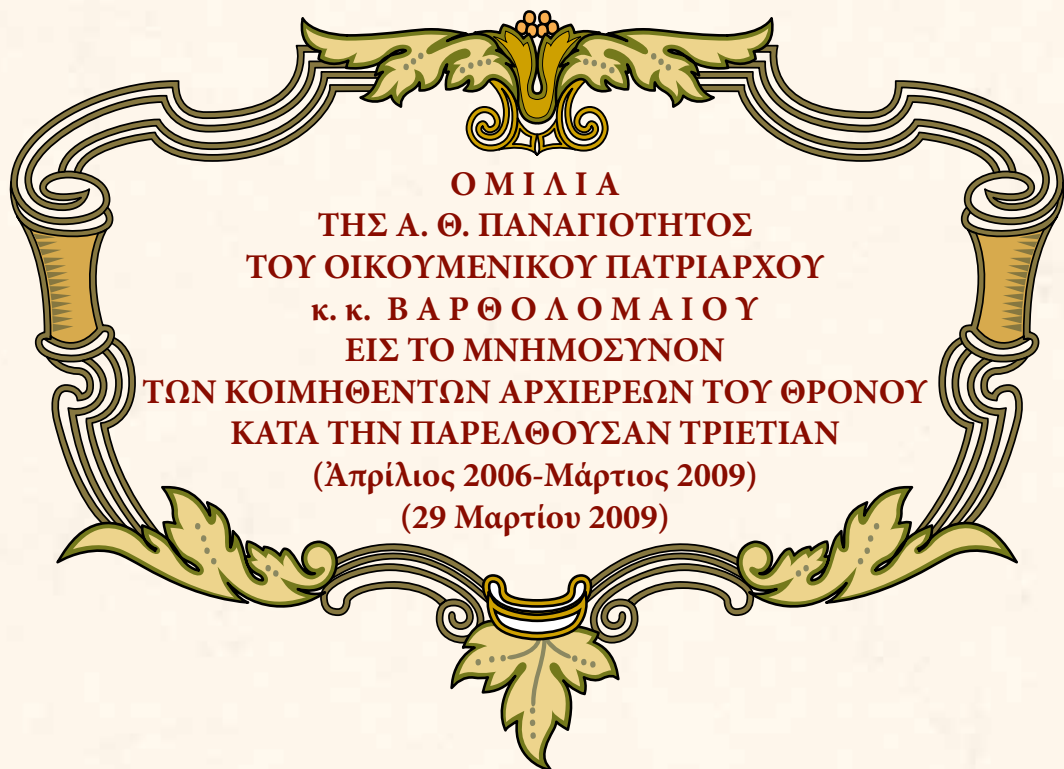 Ο Μ Ι Λ Ι Α
ΤΗΣ Α. Θ. ΠΑΝΑΓΙΟΤΗΤΟΣ
ΤΟΥ ΟΙΚΟΥΜΕΝΙΚΟΥ ΠΑΤΡΙΑΡΧΟΥ
κ. κ. Β Α Ρ Θ Ο Λ Ο Μ Α Ι Ο Υ
ΕΙΣ ΤΟ ΜΝΗΜΟΣΥΝΟΝ
ΤΩΝ ΚΟΙΜΗΘΕΝΤΩΝ ΑΡΧΙΕΡΕΩΝ ΤΟΥ ΘΡΟΝΟΥ
ΚΑΤΑ ΤΗΝ ΠΑΡΕΛΘΟΥΣΑΝ ΤΡΙΕΤΙΑΝ
(Ἀπρίλιος 2006-Μάρτιος 2009)
(29 Μαρτίου 2009)